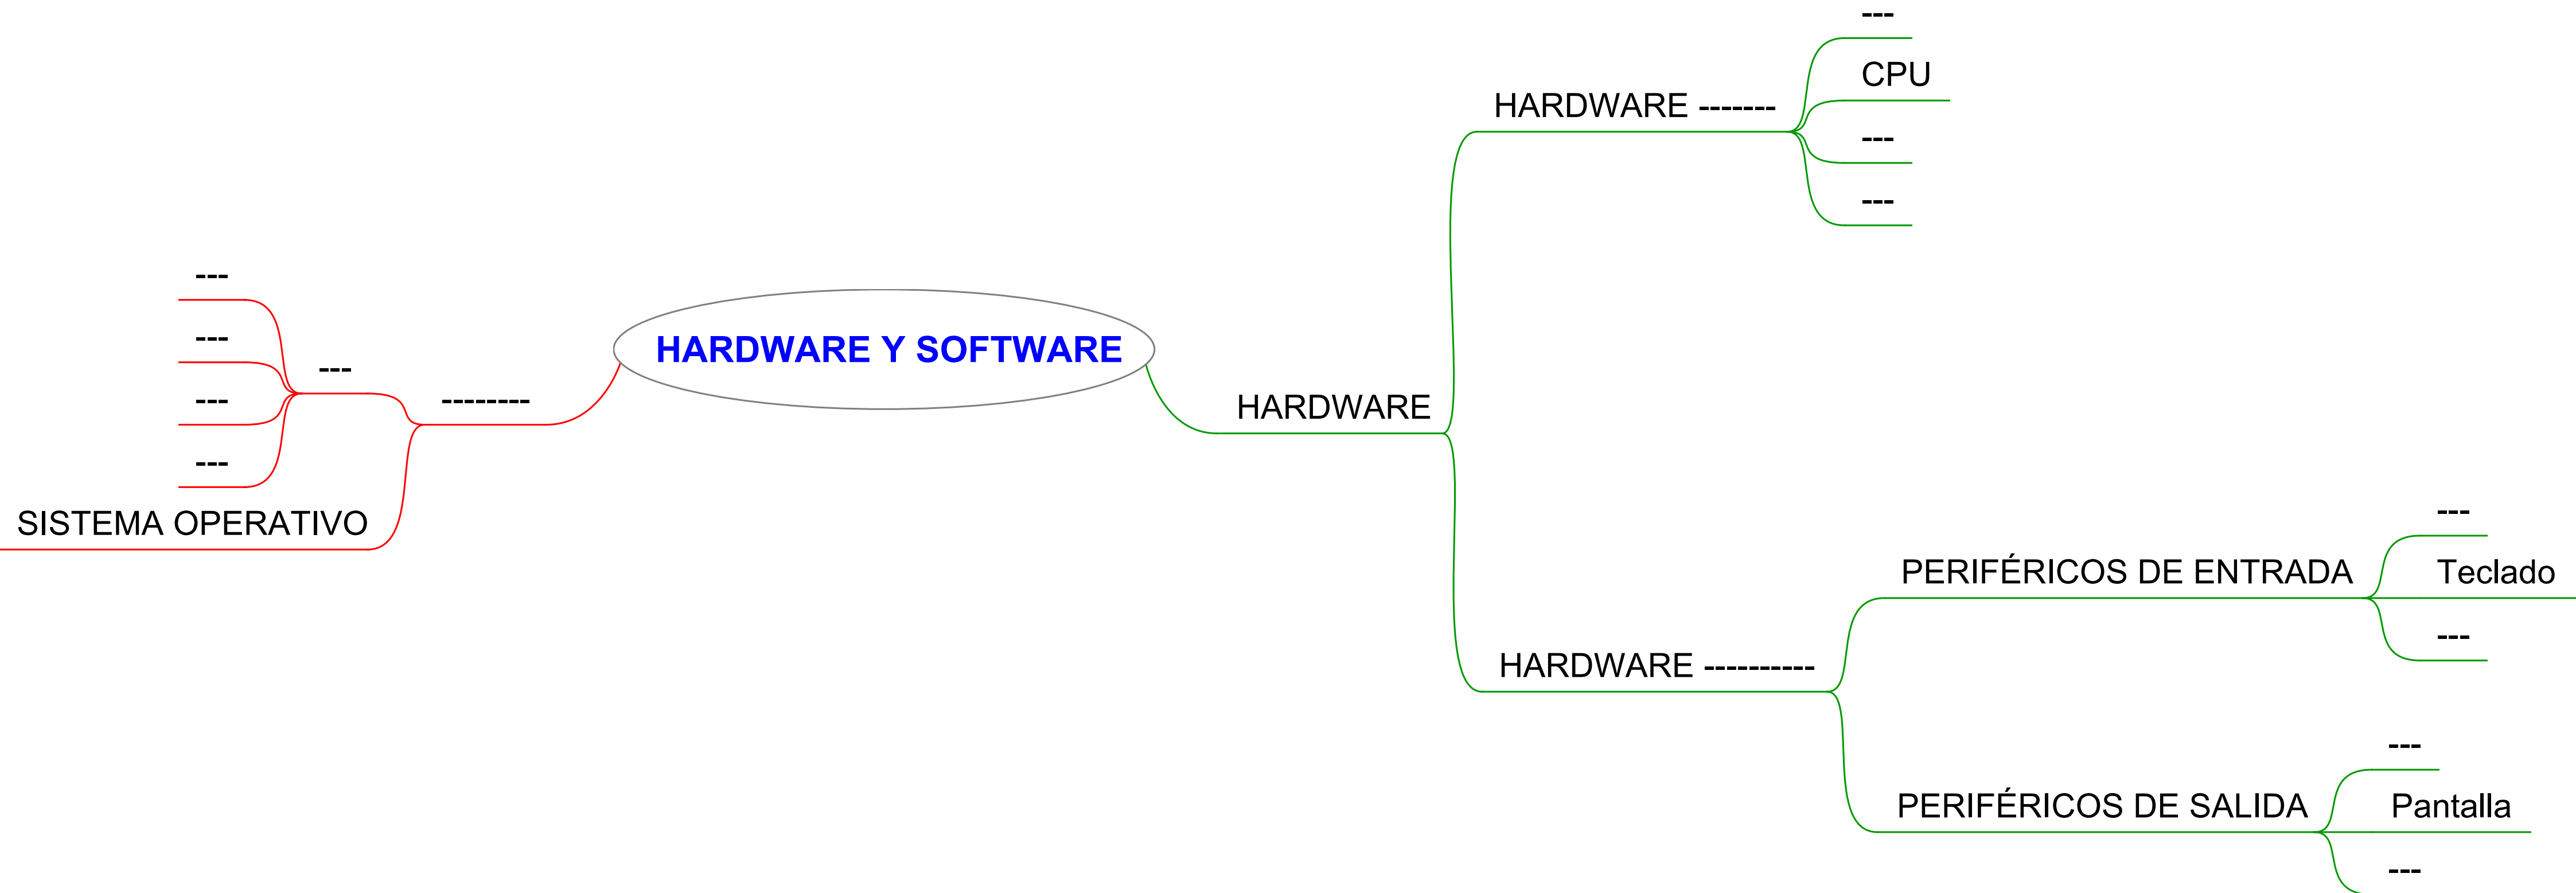 HARDWARE Y SOFTWARE
HARDWARE
HARDWARE -------
---
CPU
---
---
HARDWARE ----------
PERIFÉRICOS DE ENTRADA
---
Teclado
---
PERIFÉRICOS DE SALIDA
---
Pantalla
---
--------
---
---
---
---
---
SISTEMA OPERATIVO